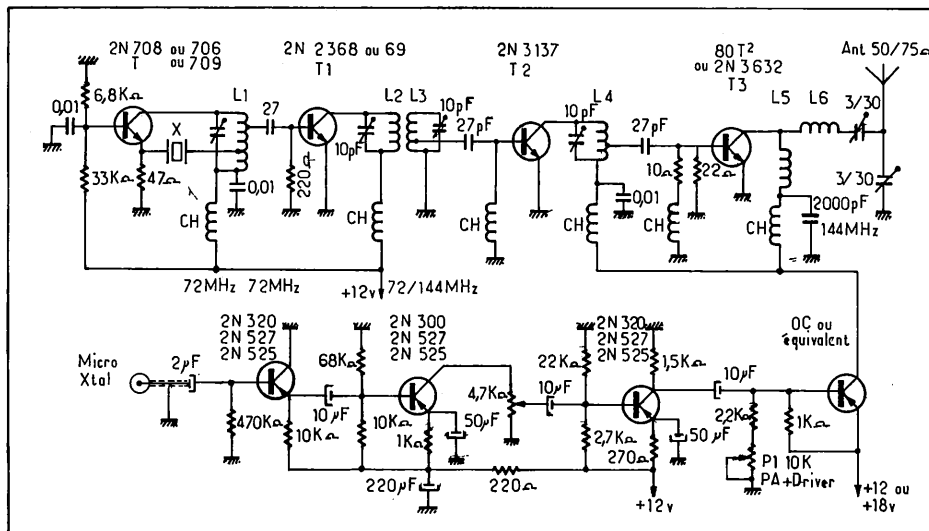 2N 708 ou 706
T ou 709
2N 2368 ou 69
T1
2N 3137
T2
80 T²
ou 2N 3632
T3
Ant 50/75Ω
0,01
6,8KΩ
L1
27
10pF
L2
L3
10pF
27pF
10pF
L4
27pF
L5
L6
3/30
X
33KΩ
47Ω
0,01
220
10Ω
22Ω
3/30
0,01
2000pF
144MHz
CH
CH
CH
CH
CH
CH
72MHz
72MHz
+12v
72/144MHz
2N 320
2N 527
2N 525
2N 300
2N 527
2N 525
2N 320
2N 527
2N 525
OC ou
équivalent
Micro
Xtal
2µF
68KΩ
22KΩ
1,5KΩ
10µF
4,7KΩ
10µF
10µF
470KΩ
10KΩ
10KΩ
1KΩ
50µF
2,7KΩ
270Ω
50µF
2,2KΩ
1KΩ
P1 10K
PA+Driver
220µF
220Ω
+12v
+12 ou
+18v